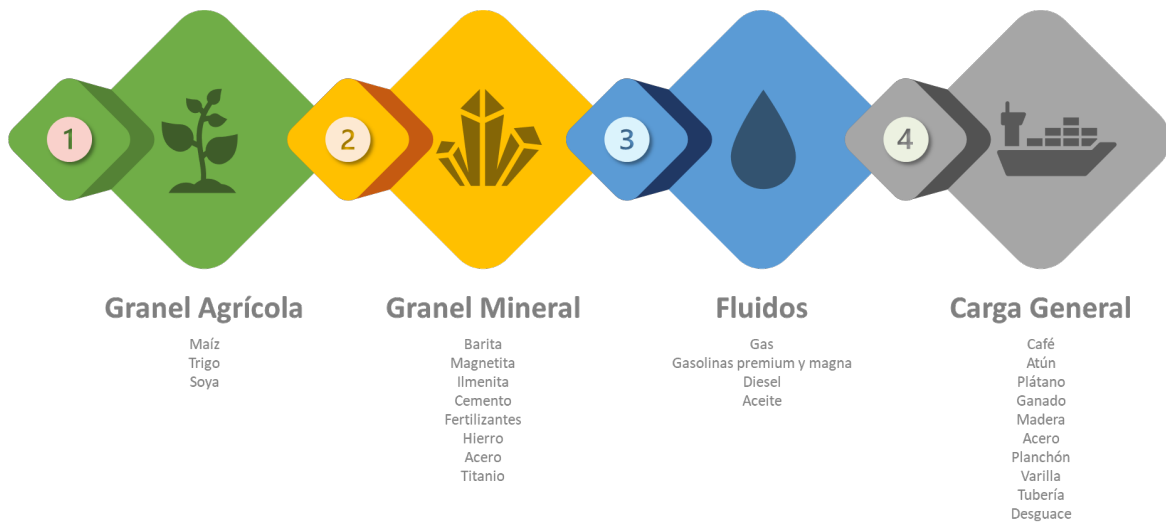 1
2
3
4
Granel Agrícola
Maíz
Trigo
Soya
Granel Mineral
Barita
Magnetita
Ilmenita
Cemento
Fertilizantes
Hierro
Acero
Titanio
Fluidos
Gas
Gasolinas premium y magna
Diesel
Aceite
Carga General
Café
Atún
Plátano
Ganado
Madera
Acero
Planchón
Varilla
Tubería
Desguace